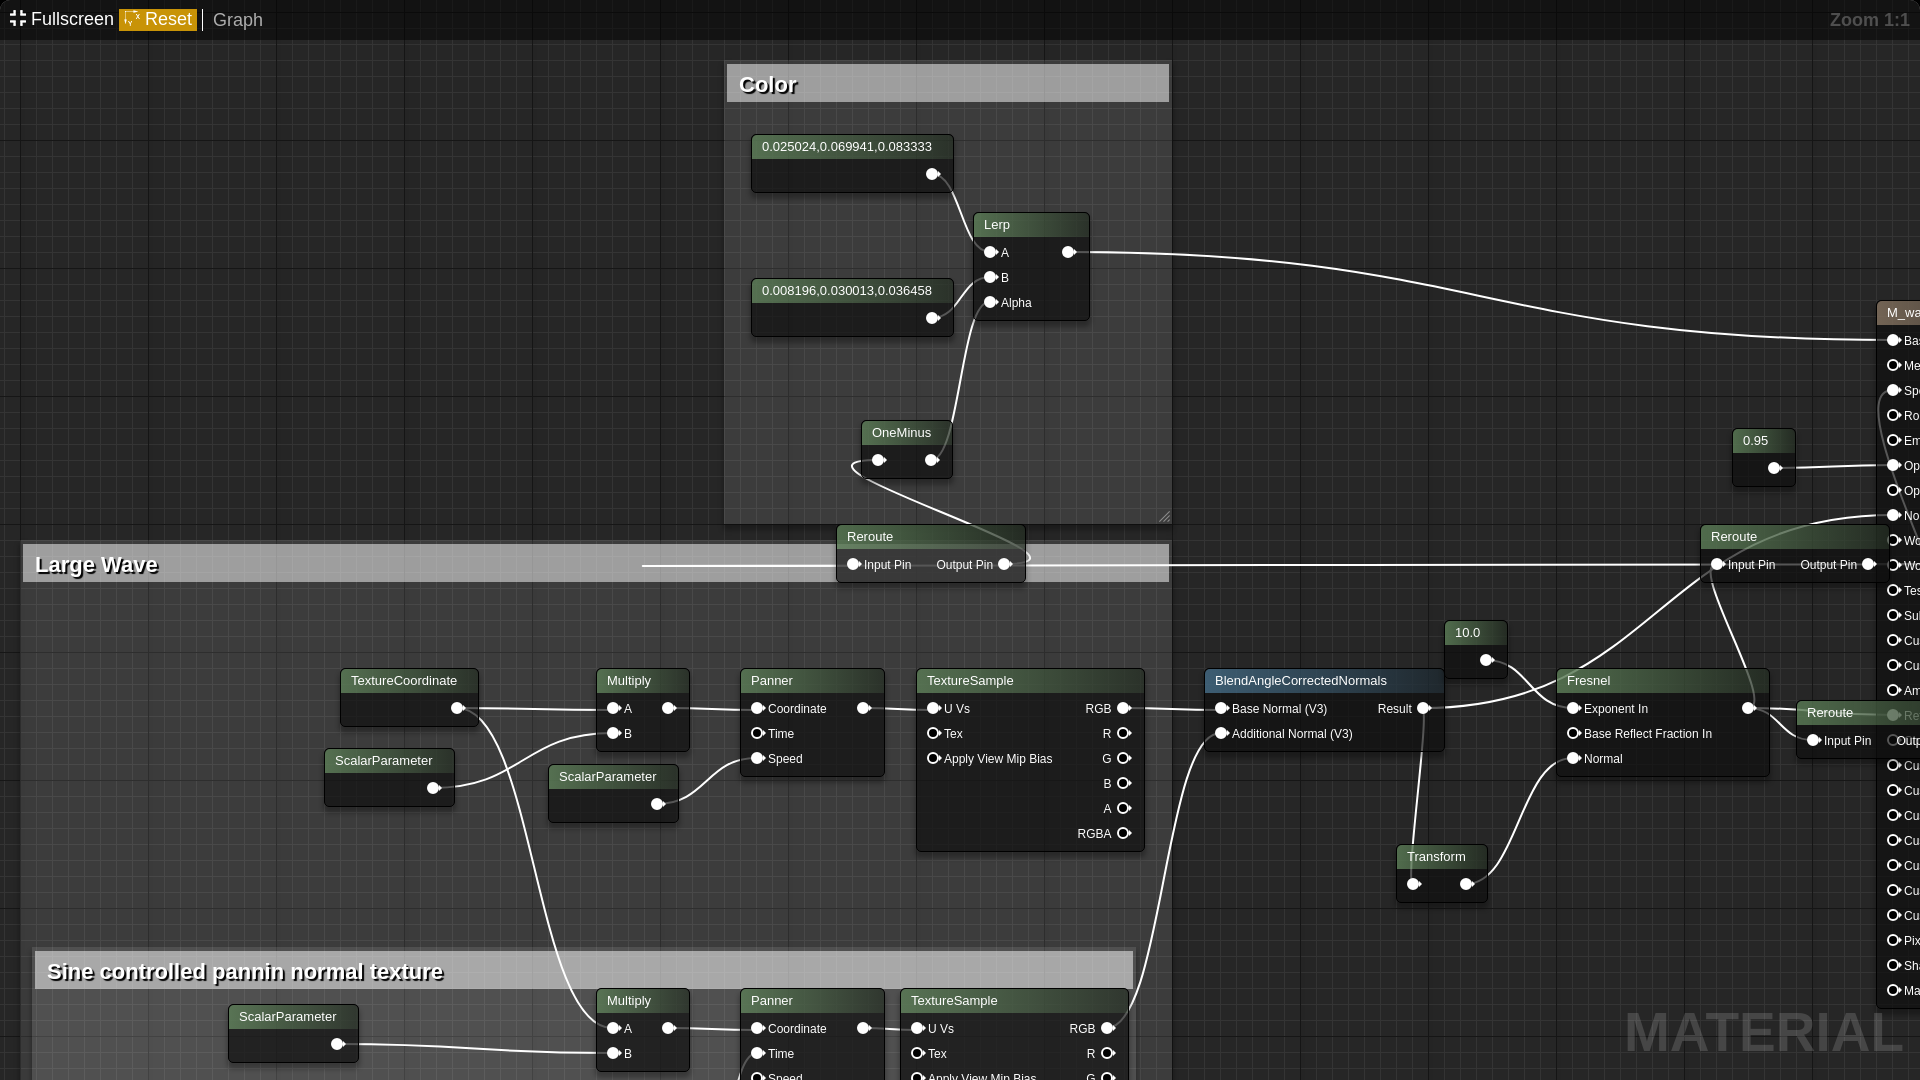 Fullscreen Reset Graph
Zoom 1:1
Color
0.025024,0.069941,0.083333
Lerp
A
B
Alpha
0.008196,0.030013,0.036458
OneMinus
Reroute
Input Pin Output Pin
Large Wave
TextureCoordinate
ScalarParameter
Multiply
A
B
ScalarParameter
Panner
Coordinate
Time
Speed
TextureSample
U Vs RGB
Tex R
Apply View Mip Bias G
B
A
RGBA
BlendAngleCorrectedNormals
Base Normal (V3) Result
Additional Normal (V3)
10.0
Fresnel
Exponent In
Base Reflect Fraction In
Normal
Transform
0.95
Reroute
Input Pin Output Pin
Reroute
Input Pin Outp
M_wa
Bas
Me
Spe
Ro
Em
Op
Op
No
Wo
Wo
Tes
Sul
Cu
Cu
Am
Re
Cu
Cu
Cu
Cu
Cu
Cu
Cu
Pix
Sha
Ma
Sine controlled pannin normal texture
ScalarParameter
Multiply
A
B
Panner
Coordinate
Time
Speed
TextureSample
U Vs RGB
Tex R
Apply View Mip Bias G
MATERIAL